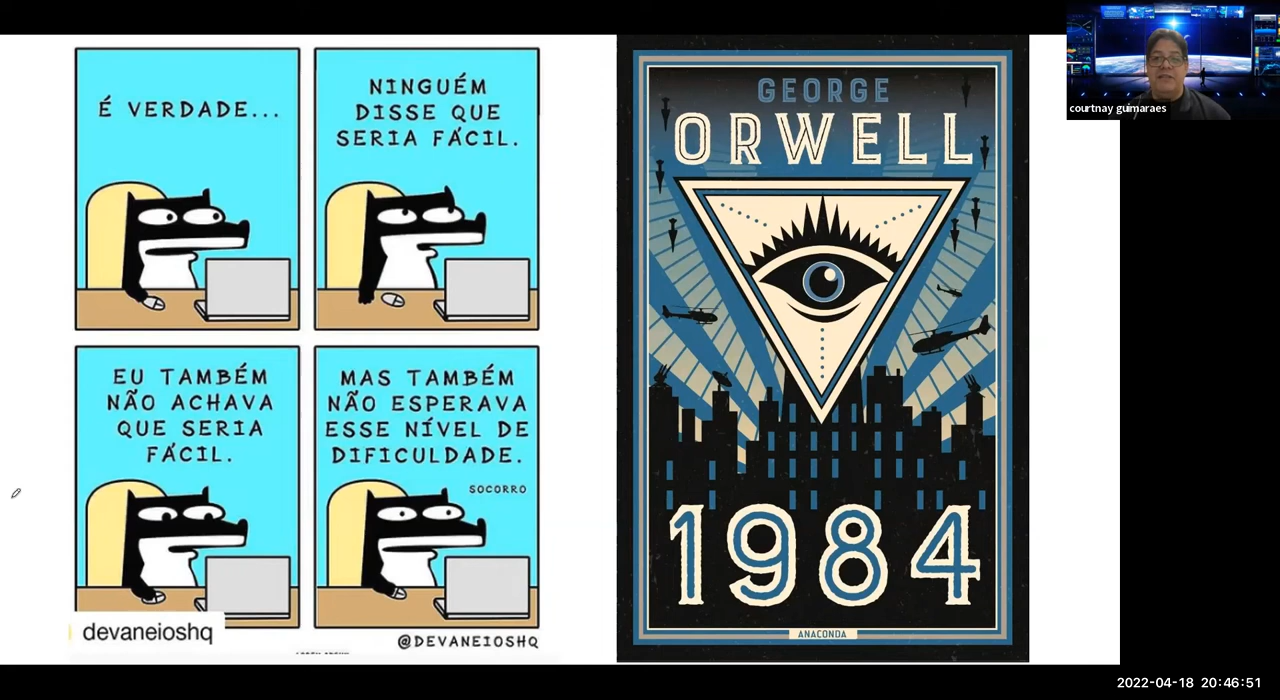 É VERDADE...
NINGUÉM
DISSE QUE
SERIA FÁCIL.
EU TAMBÉM
NÃO ACHAVA
QUE SERIA
FÁCIL.
MAS TAMBÉM
NÃO ESPERAVA
ESSE NÍVEL DE
DIFICULDADE.
SOCORRO
devaneioshq
@DEVANEIOSHQ
GEORGE
ORWELL
1984
ANACONDA
courtnay guimaraes
2022-04-18 20:46:51